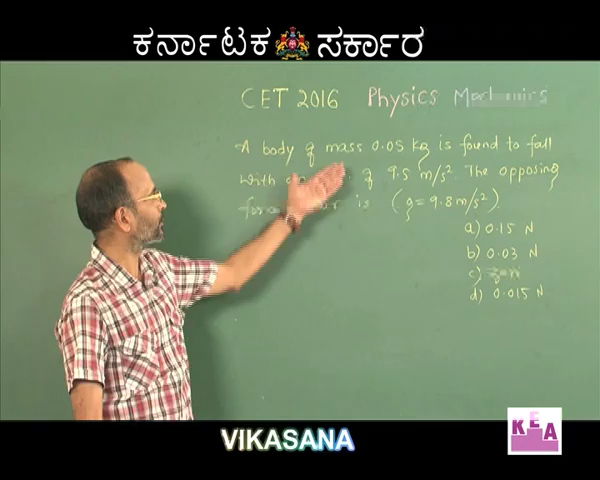 ಕರ್ನಾಟಕ ಸರ್ಕಾರ
CET 2016 Physics
A body of mass 0.05 kg is found to fall
with of 9.5 m/s². The opposing
is (g = 9.8 m/s²)
a) 0.15 N
b) 0.03 N
c)
d) 0.015 N
KEA
VIKASANA